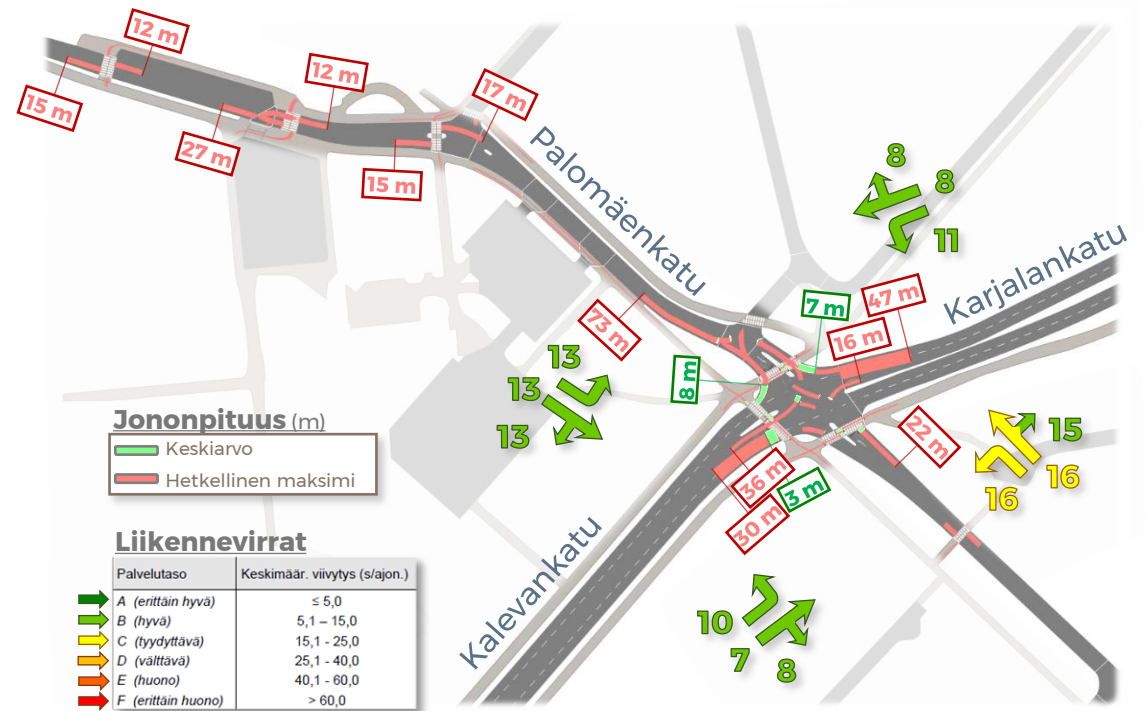 12 m
15 m
12 m
27 m
17 m
15 m
Palomäenkatu
8
8
11
Karjalankatu
7 m
47 m
16 m
73 m
8 m
13
13
13
22 m
15
16
16
36 m
3 m
30 m
10
7
8
Kalevankatu
Jononpituus (m)
Keskiarvo
Hetkellinen maksimi
Liikennevirrat
Palvelutaso Keskimäär. viivytys (s/ajon.)
A (erittäin hyvä) ≤ 5,0
B (hyvä) 5,1 – 15,0
C (tyydyttävä) 15,1 - 25,0
D (välttävä) 25,1 - 40,0
E (huono) 40,1 - 60,0
F (erittäin huono) > 60,0